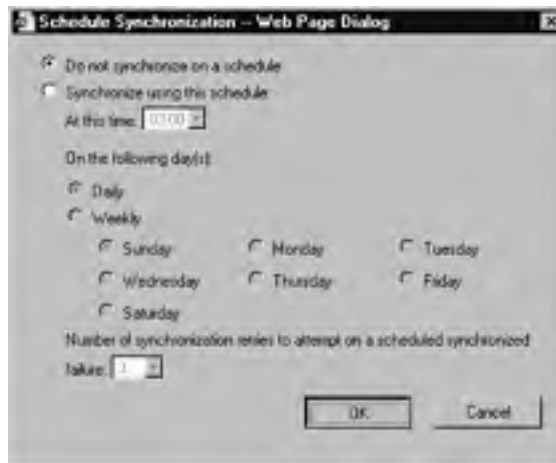 Schedule Synchronization -- Web Page Dialog
Do not synchronize on a schedule
Synchronize using this schedule:
At this time: 03:00
On the following day(s):
Daily
Weekly
Sunday Monday Tuesday
Wednesday Thursday Friday
Saturday
Number of synchronization retries to attempt on a scheduled synchronized
failure:
OK Cancel